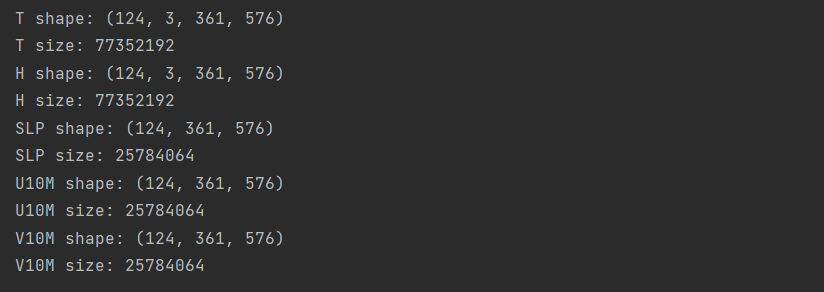 T shape: (124, 3, 361, 576)
T size: 77352192
H shape: (124, 3, 361, 576)
H size: 77352192
SLP shape: (124, 361, 576)
SLP size: 25784064
U10M shape: (124, 361, 576)
U10M size: 25784064
V10M shape: (124, 361, 576)
V10M size: 25784064